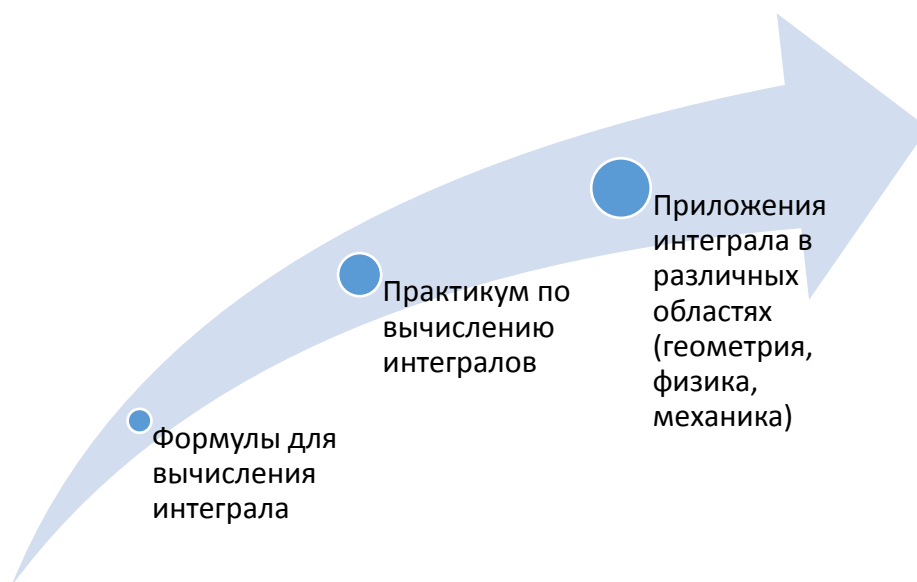 Формулы для
вычисления
интеграла
Практикум по
вычислению
интегралов
Приложения
интеграла в
различных
областях
(геометрия,
физика,
механика)